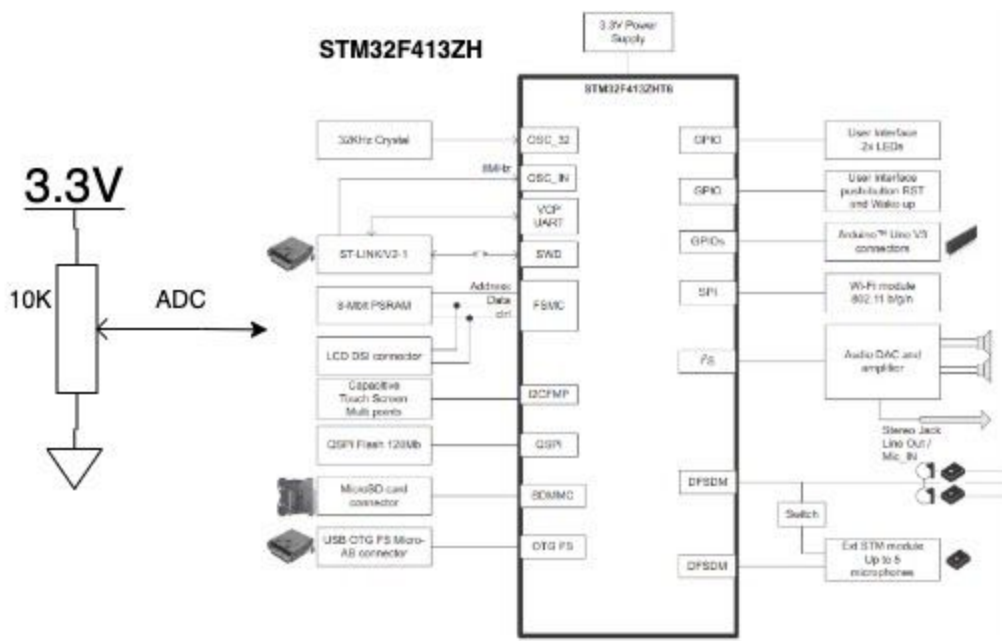 3.3V Power
Supply
STM32F413ZH
STM32F413ZHT6
3.3V
10K
ADC
32KHz Crystal
OSC_32
8MHz
OSC_IN
VCP
UART
ST-LINK/V2-1
SWD
8-Mbit PSRAM
Address
Data
ctrl
FSMC
LCD DSI connector
Capacitive
Touch Screen
Multi points
I2CFMP
QSPI Flash 128Mb
QSPI
MicroSD card
connector
SDMMC
USB OTG FS Micro-
AB connector
OTG FS
GPIO
User Interface
2x LEDs
GPIO
User Interface
push-button RST
and Wake up
GPIOs
Arduino™ Uno V3
connectors
SPI
Wi-Fi module
802.11 b/g/n
I²S
Audio DAC and
amplifier
Stereo Jack
Line Out /
Mic_IN
DFSDM
Switch
DFSDM
Ext STM module
Up to 5
microphones